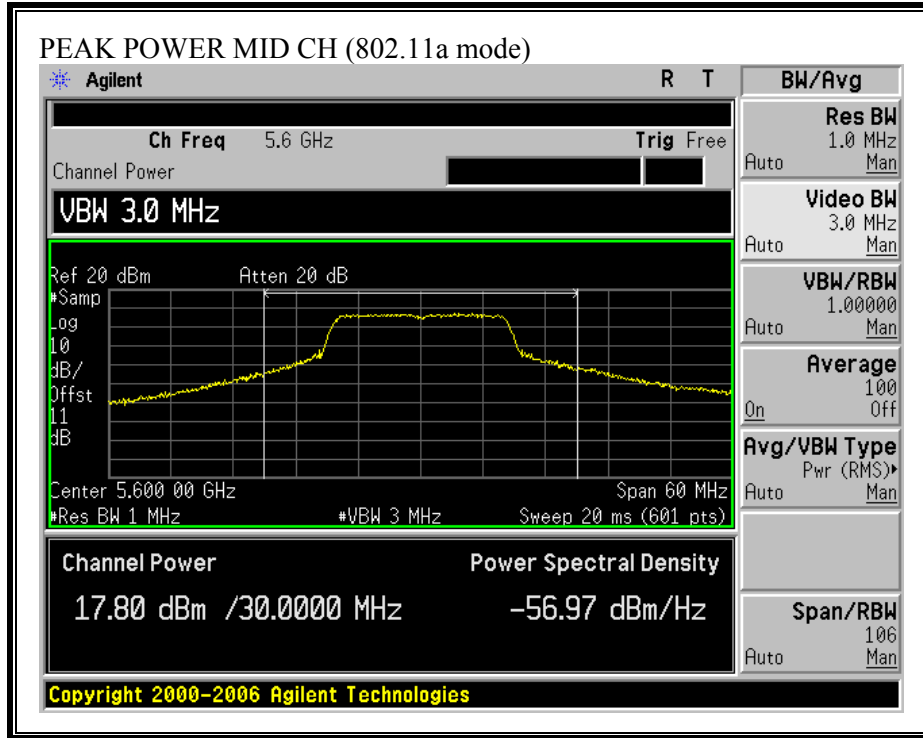 PEAK POWER MID CH (802.11a mode)
Agilent R T
BW/Avg
Ch Freq 5.6 GHz Trig Free
Channel Power
VBW 3.0 MHz
Ref 20 dBm Atten 20 dB
#Samp
Log
10
dB/
Offst
11
dB
Center 5.600 00 GHz Span 60 MHz
#Res BW 1 MHz #VBW 3 MHz Sweep 20 ms (601 pts)
Channel Power Power Spectral Density
17.80 dBm /30.0000 MHz -56.97 dBm/Hz
Copyright 2000-2006 Agilent Technologies
Res BW
1.0 MHz
Auto Man
Video BW
3.0 MHz
Auto Man
VBW/RBW
1.00000
Auto Man
Average
100
On Off
Avg/VBW Type
Pwr (RMS)▸
Auto Man
Span/RBW
106
Auto Man